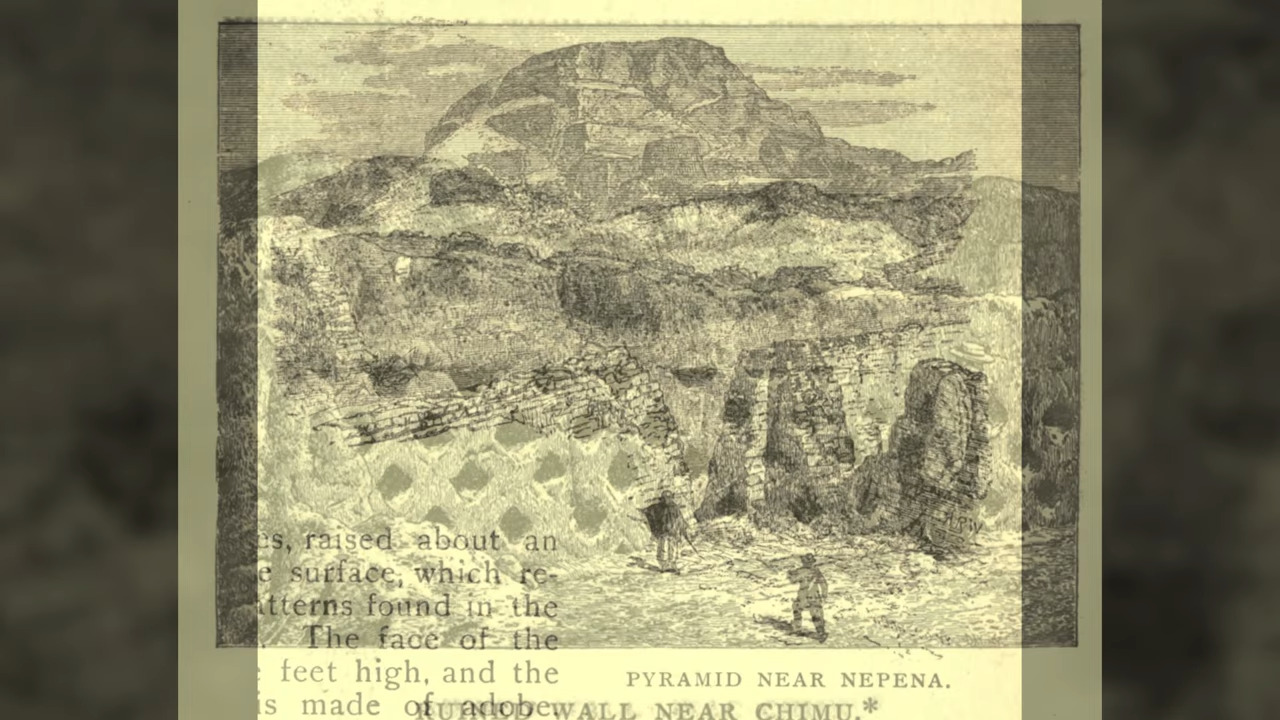 es, raised about an
e surface, which re-
tterns found in the
The face of the
feet high, and the
is made of adobe,
PYRAMID NEAR NEPENA.
RUINED WALL NEAR CHIMU.*